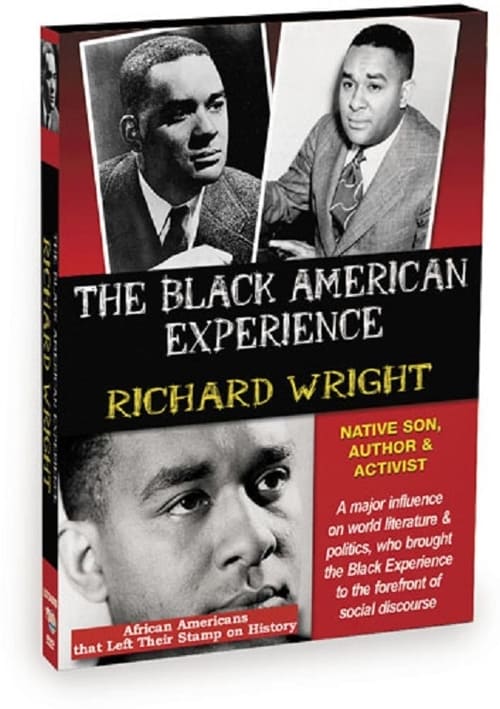 THE BLACK AMERICAN
EXPERIENCE
RICHARD WRIGHT
NATIVE SON,
AUTHOR &
ACTIVIST
A major influence
on world literature &
politics, who brought
the Black Experience
to the forefront of
social discourse
African Americans
that Left Their Stamp on History
THE BLACK AMERICAN EXPERIENCE
RICHARD WRIGHT